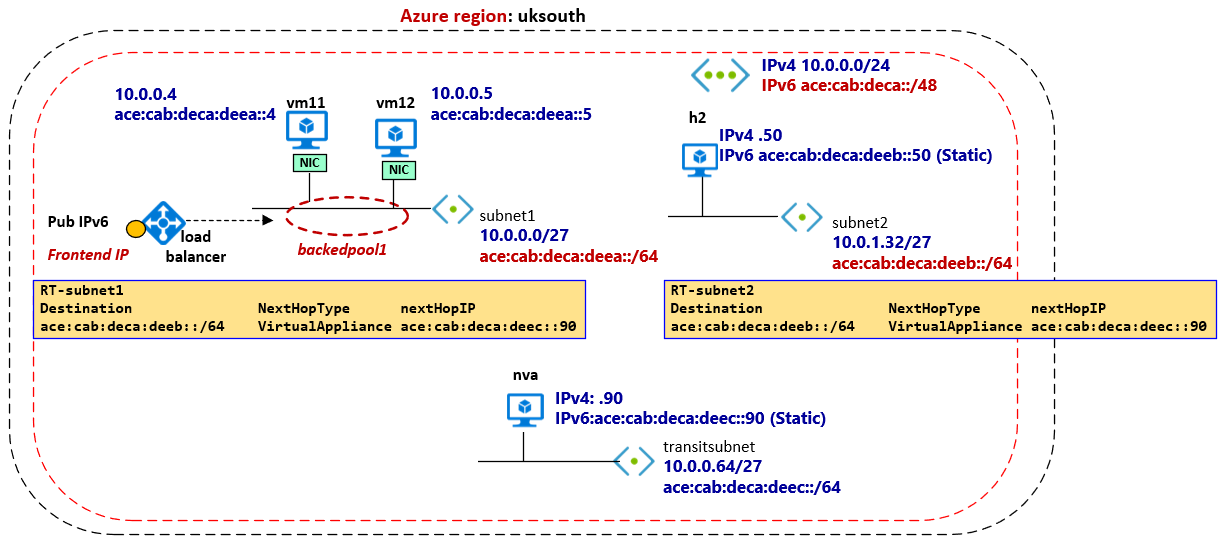 Azure region: uksouth
IPv4 10.0.0.0/24
IPv6 ace:cab:deca::/48
10.0.0.4
ace:cab:deca:deea::4
vm11
vm12
10.0.0.5
ace:cab:deca:deea::5
h2
IPv4 .50
IPv6 ace:cab:deca:deeb::50 (Static)
NIC
NIC
Pub IPv6
Frontend IP
load
balancer
backedpool1
subnet1
10.0.0.0/27
ace:cab:deca:deea::/64
subnet2
10.0.1.32/27
ace:cab:deca:deeb::/64
RT-subnet1
Destination NextHopType nextHopIP
ace:cab:deca:deeb::/64 VirtualAppliance ace:cab:deca:deec::90
RT-subnet2
Destination NextHopType nextHopIP
ace:cab:deca:deeb::/64 VirtualAppliance ace:cab:deca:deec::90
nva
IPv4: .90
IPv6:ace:cab:deca:deec::90 (Static)
transitsubnet
10.0.0.64/27
ace:cab:deca:deec::/64